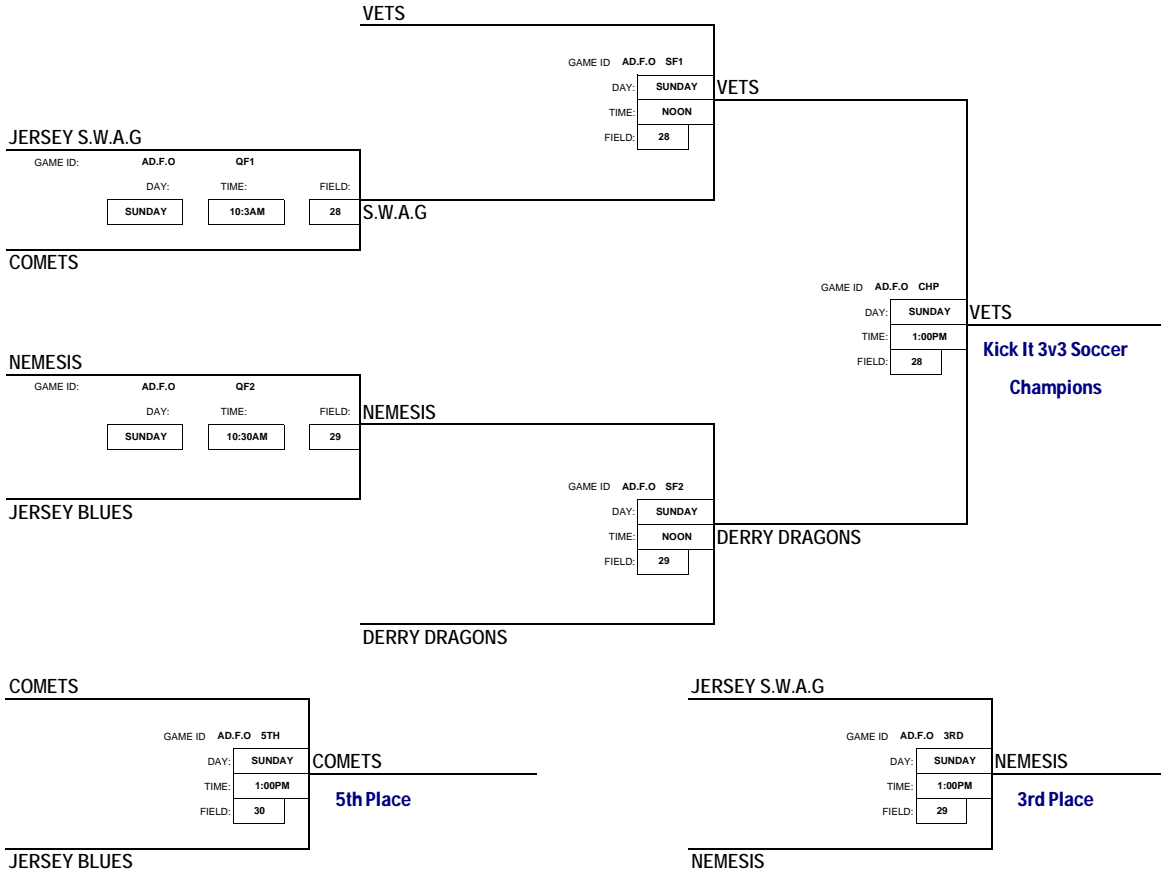 VETS
GAME ID AD.F.O SF1
DAY: SUNDAY
VETS
TIME: NOON
FIELD: 28
JERSEY S.W.A.G
GAME ID: AD.F.O QF1
DAY: TIME: FIELD:
SUNDAY 10:3AM 28
S.W.A.G
COMETS
GAME ID AD.F.O CHP
DAY: SUNDAY
VETS
TIME: 1:00PM
FIELD: 28
Kick It 3v3 Soccer
Champions
NEMESIS
GAME ID: AD.F.O QF2
DAY: TIME: FIELD:
SUNDAY 10:30AM 29
NEMESIS
JERSEY BLUES
GAME ID AD.F.O SF2
DAY: SUNDAY
TIME: NOON
FIELD: 29
DERRY DRAGONS
DERRY DRAGONS
COMETS
GAME ID AD.F.O 5TH
DAY: SUNDAY
COMETS
TIME: 1:00PM
FIELD: 30
5th Place
JERSEY BLUES
JERSEY S.W.A.G
GAME ID AD.F.O 3RD
DAY: SUNDAY
NEMESIS
TIME: 1:00PM
FIELD: 29
3rd Place
NEMESIS